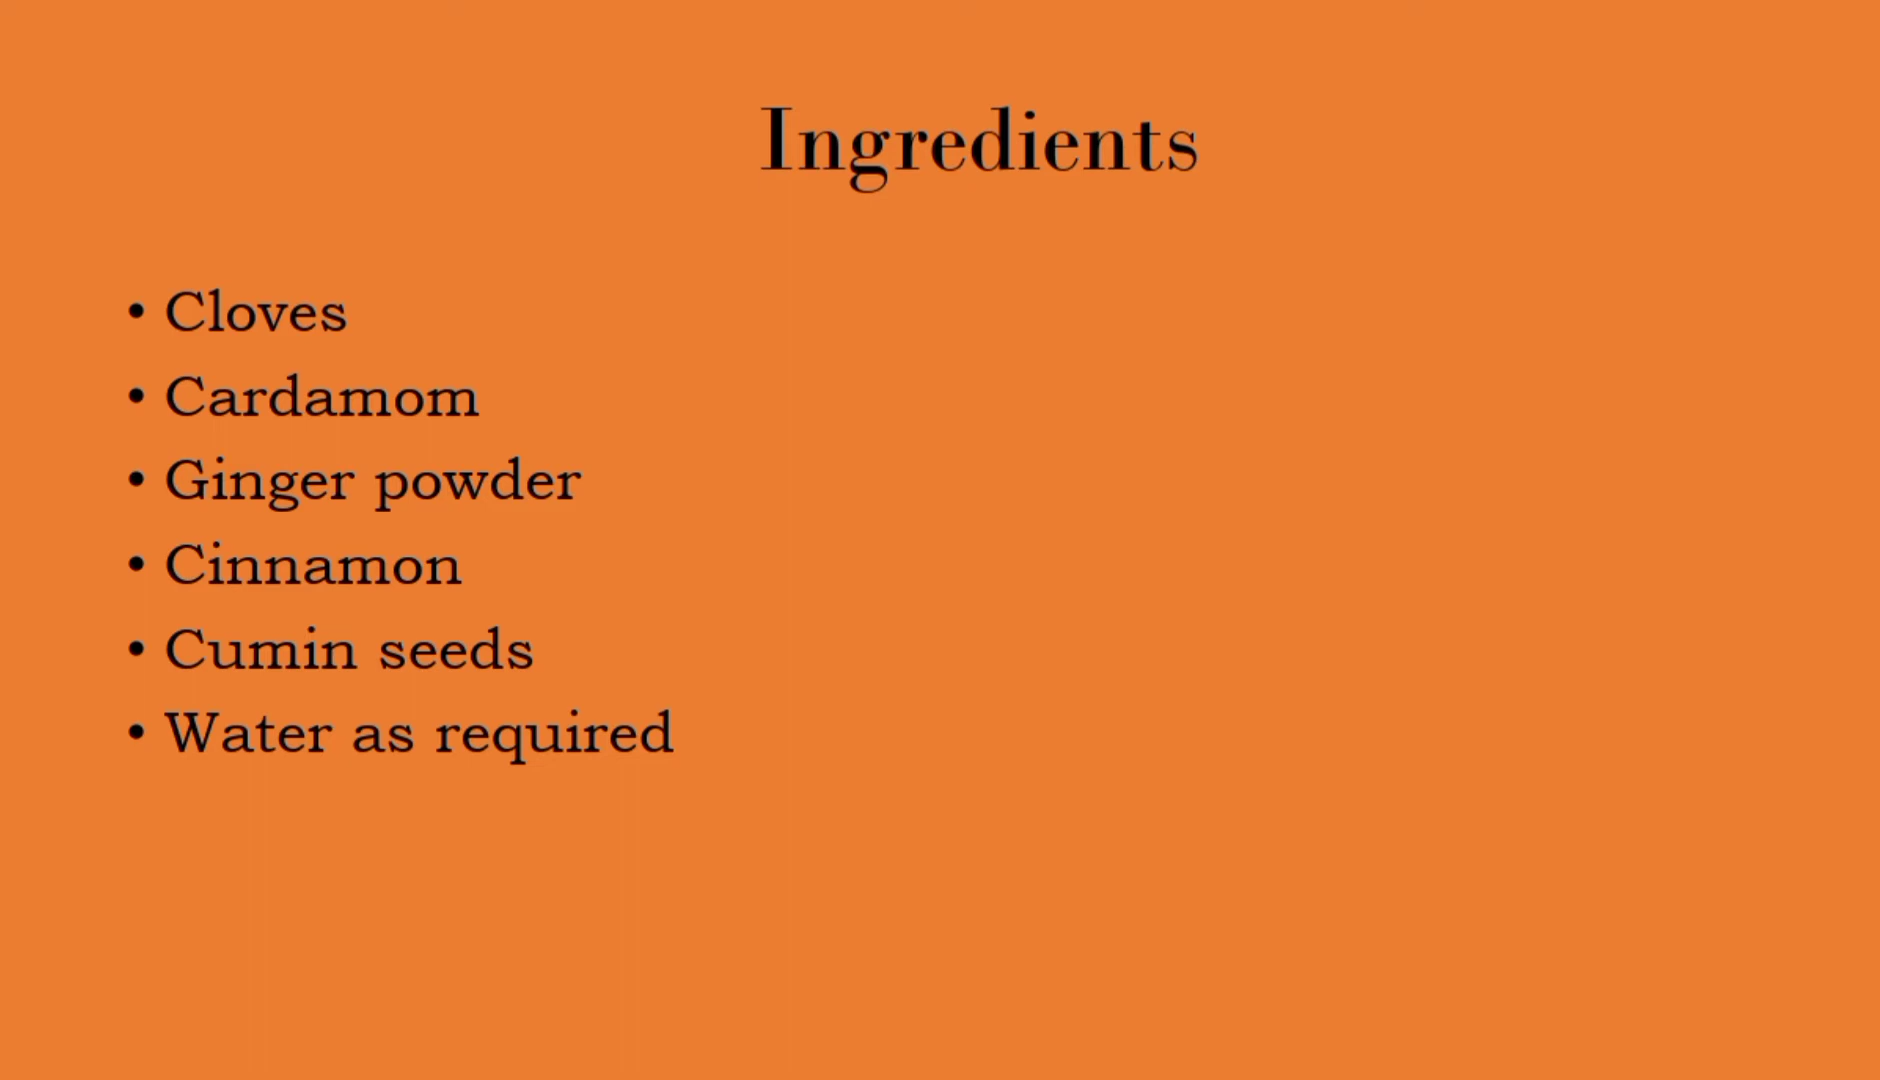 Ingredients
• Cloves
• Cardamom
• Ginger powder
• Cinnamon
• Cumin seeds
• Water as required